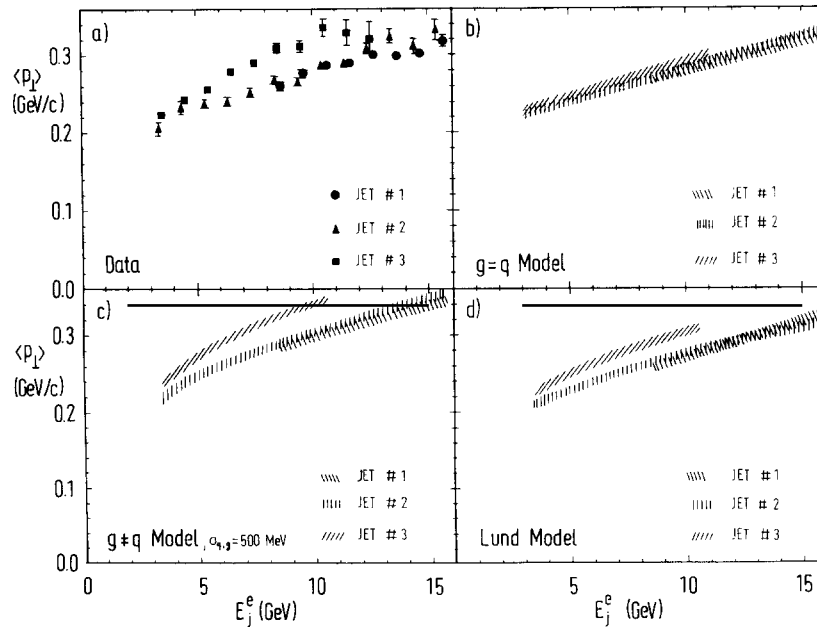 a)
0.3
⟨p⊥⟩
(GeV/c)
0.2
0.1
0.0
● JET # 1
▲ JET # 2
■ JET # 3
Data
b)
JET # 1
JET # 2
JET # 3
g=q Model
c)
0.3
⟨p⊥⟩
(GeV/c)
0.2
0.1
0.0
JET # 1
JET # 2
JET # 3
g≠q Model, σq,g=500 MeV
0 5 10 15
E_j^e (GeV)
d)
JET # 1
JET # 2
JET # 3
Lund Model
5 10 15
E_j^e (GeV)